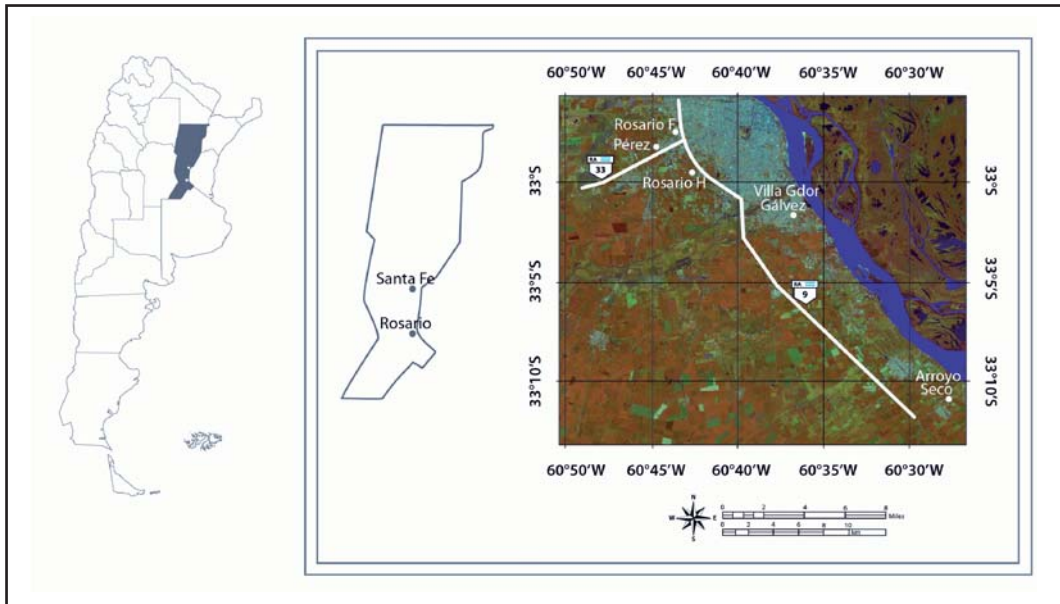 60°50'W 60°45'W 60°40'W 60°35'W 60°30'W
Rosario F
Pérez
RA
33
Rosario H
33°S
33°S
Villa Gdor
Gálvez
Santa Fe
33°5'S
33°5'S
RA
9
Rosario
33°10'S
33°10'S
Arroyo
Seco
60°50'W 60°45'W 60°40'W 60°35'W 60°30'W
N
W E
S
0 2 4 6 8
Miles
0 2 4 6 8 10